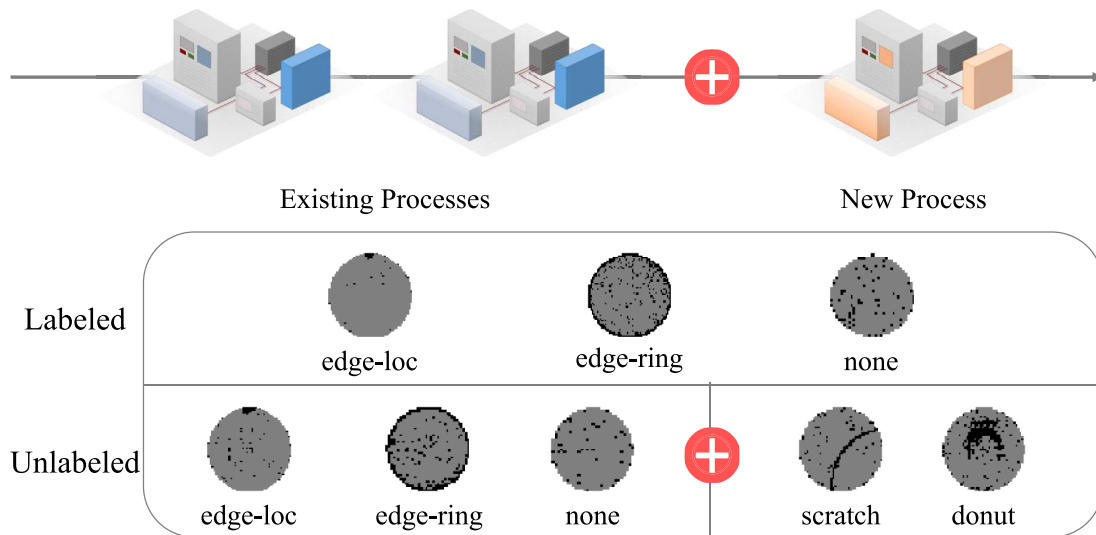 Existing Processes
New Process
Labeled
edge-loc
edge-ring
none
Unlabeled
edge-loc
edge-ring
none
scratch
donut